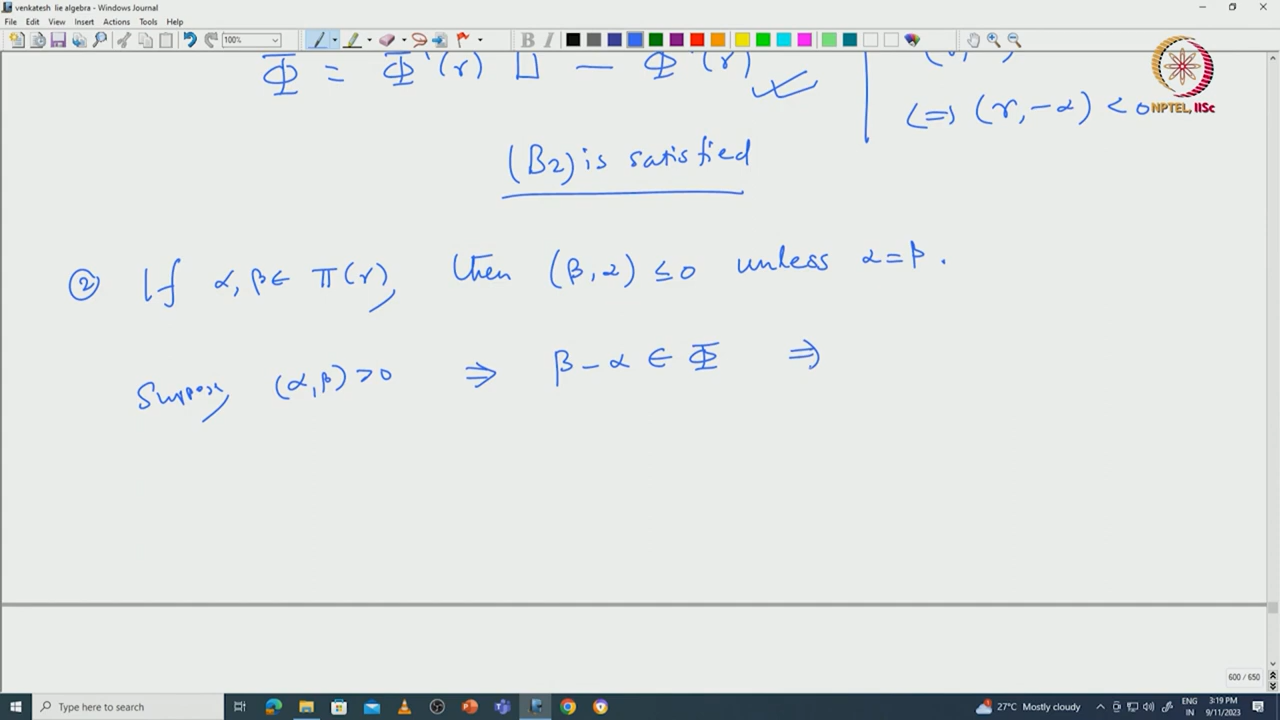 venkatesh lie algebra - Windows Journal
File Edit View Insert Actions Tools Help
100%
B I
NPTEL, IISc
Φ = Φ⁺(γ) ⊔ − Φ⁺(γ)
⟺ (γ, −α) < 0
(B2) is satisfied
② If α, β ∈ Π(γ), then (β, α) ≤ 0 unless α = β.
Suppose, (α, β) > 0 ⇒ β − α ∈ Φ ⇒
600 / 650
Type here to search
27°C Mostly cloudy
ENG
IN
3:19 PM
9/11/2023